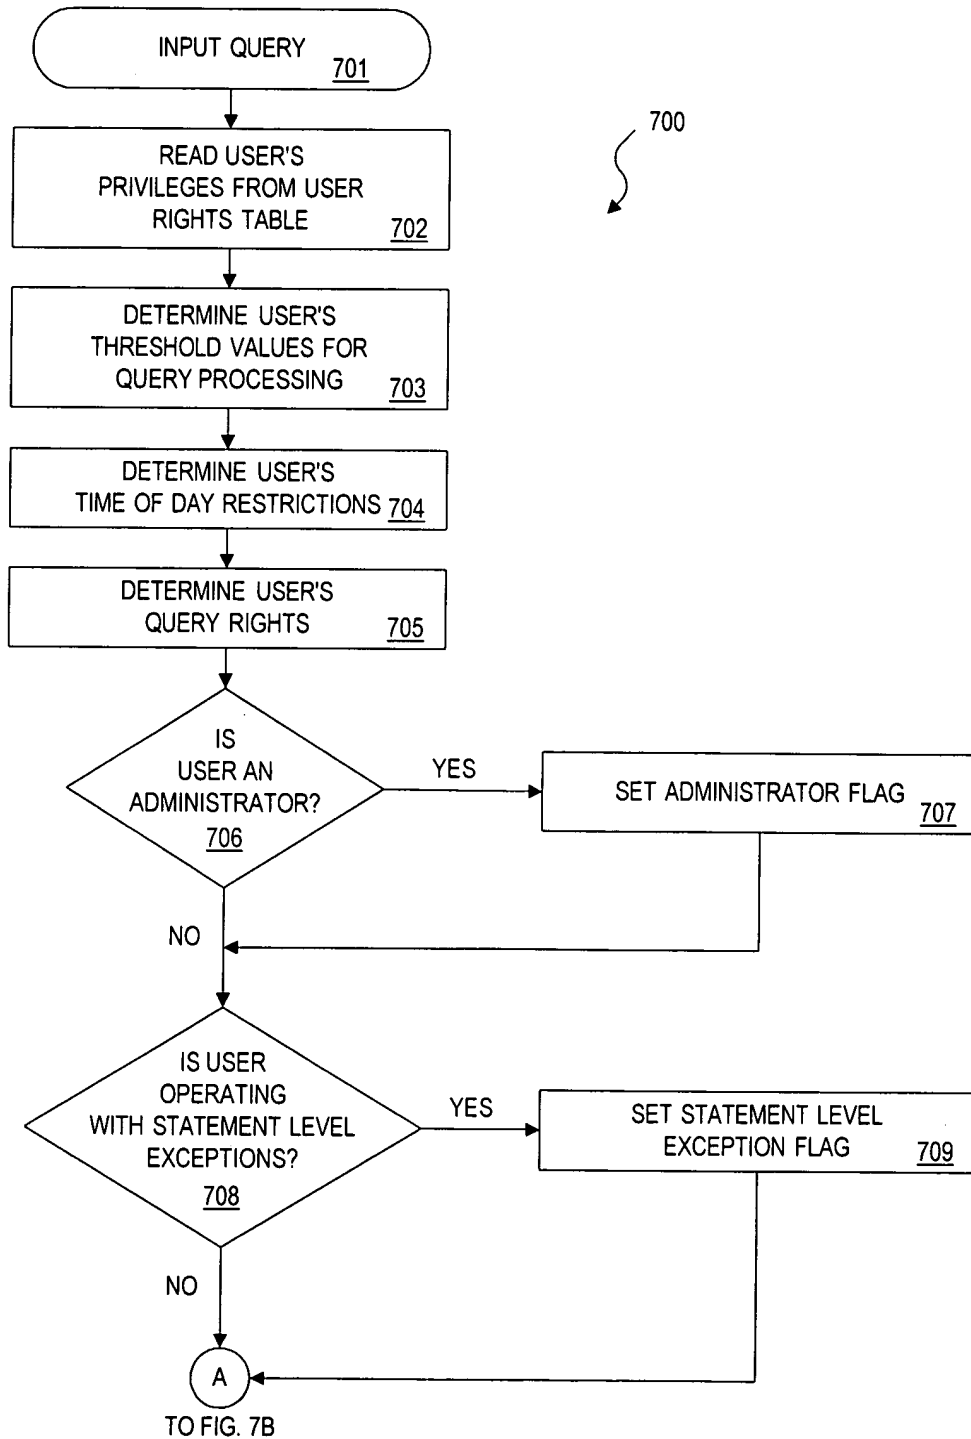 INPUT QUERY
701
700
READ USER'S
PRIVILEGES FROM USER
RIGHTS TABLE
702
DETERMINE USER'S
THRESHOLD VALUES FOR
QUERY PROCESSING
703
DETERMINE USER'S
TIME OF DAY RESTRICTIONS 704
DETERMINE USER'S
QUERY RIGHTS
705
IS
USER AN
ADMINISTRATOR?
706
YES
SET ADMINISTRATOR FLAG
707
NO
IS USER
OPERATING
WITH STATEMENT LEVEL
EXCEPTIONS?
708
YES
SET STATEMENT LEVEL
EXCEPTION FLAG
709
NO
A
TO FIG. 7B